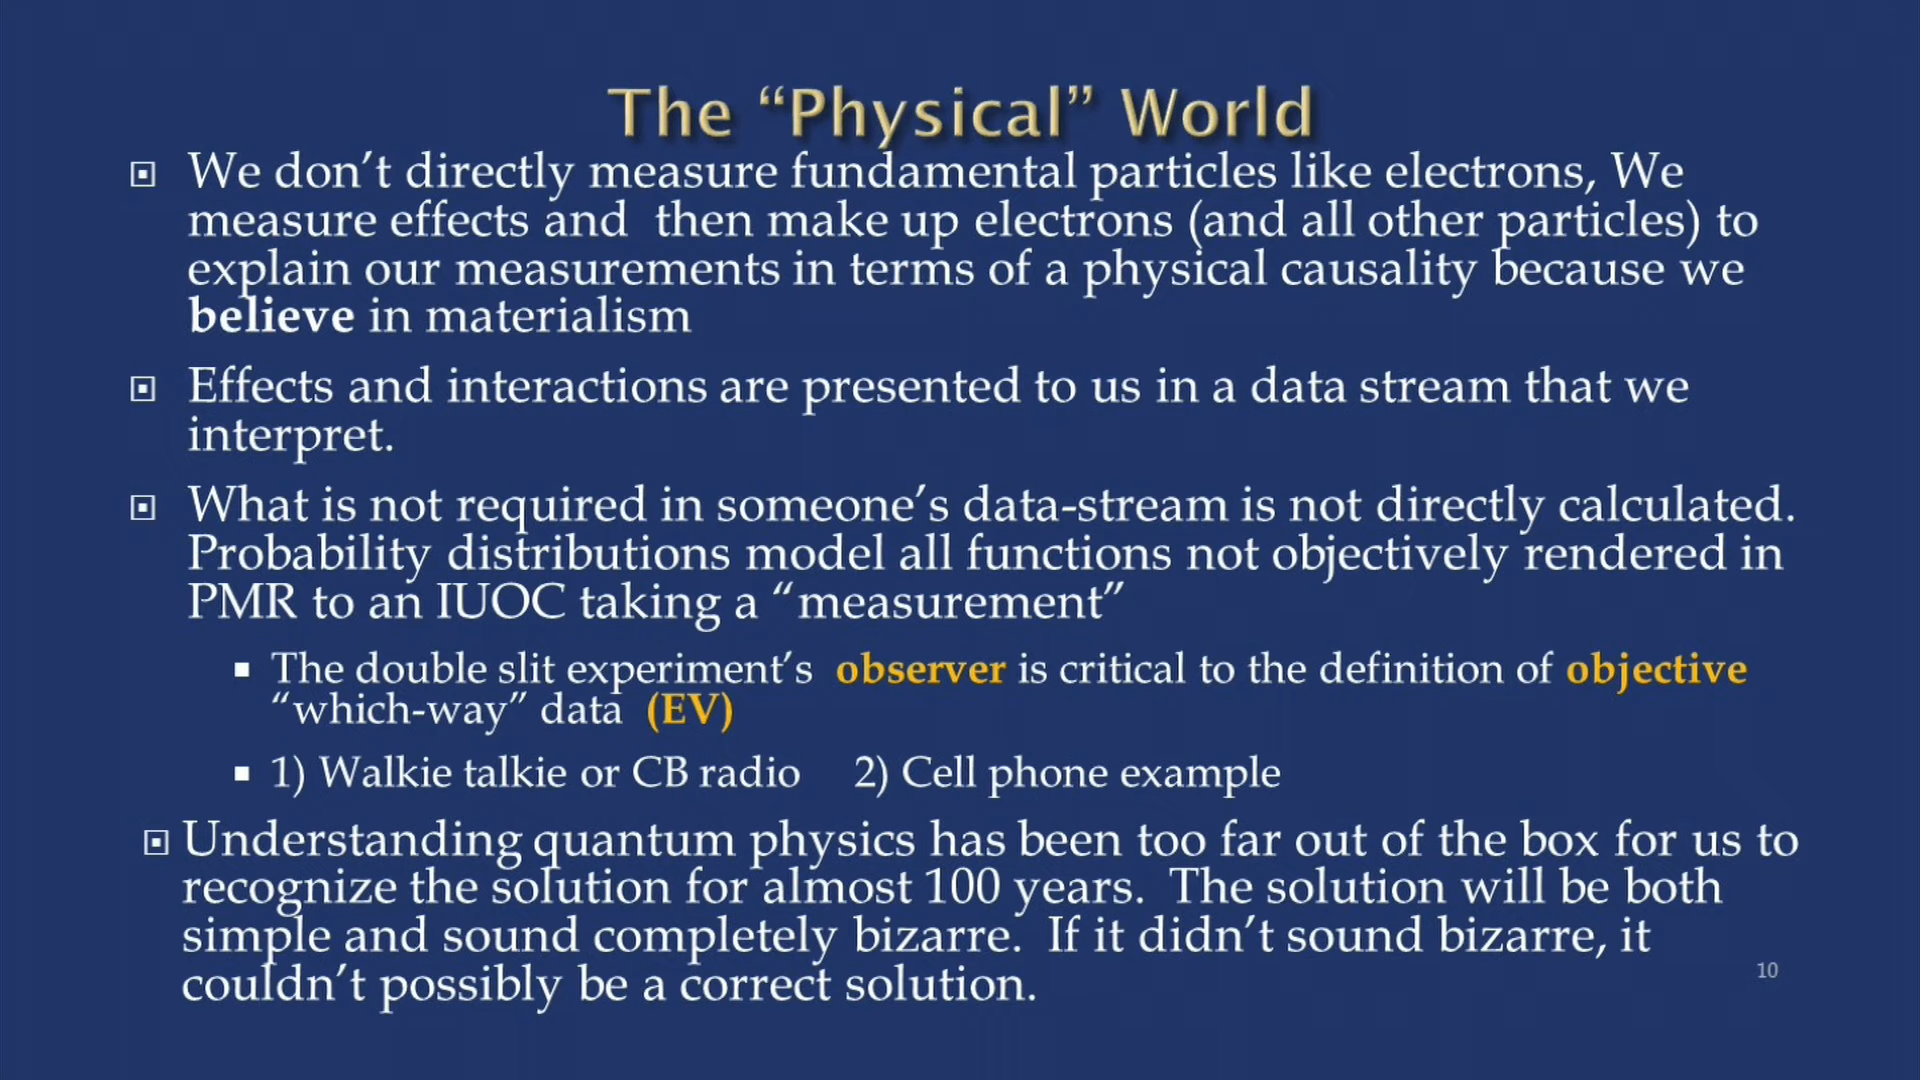 The “Physical” World
We don’t directly measure fundamental particles like electrons, We
measure effects and  then make up electrons (and all other particles) to
explain our measurements in terms of a physical causality because we
believe in materialism
Effects and interactions are presented to us in a data stream that we
interpret.
What is not required in someone’s data-stream is not directly calculated.
Probability distributions model all functions not objectively rendered in
PMR to an IUOC taking a “measurement”
The double slit experiment’s  observer is critical to the definition of objective
“which-way” data  (EV)
1) Walkie talkie or CB radio    2) Cell phone example
Understanding quantum physics has been too far out of the box for us to
recognize the solution for almost 100 years.  The solution will be both
simple and sound completely bizarre.  If it didn’t sound bizarre, it
couldn’t possibly be a correct solution.
10